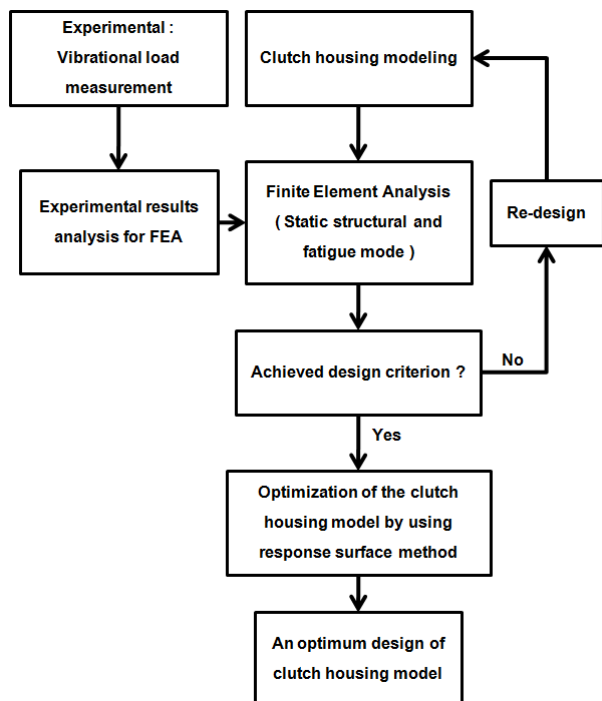 Experimental :
Vibrational load
measurement
Clutch housing modeling
Experimental results
analysis for FEA
Finite Element Analysis
( Static structural and
fatigue mode )
Re-design
Achieved design criterion ?
No
Yes
Optimization of the clutch
housing model by using
response surface method
An optimum design of
clutch housing model